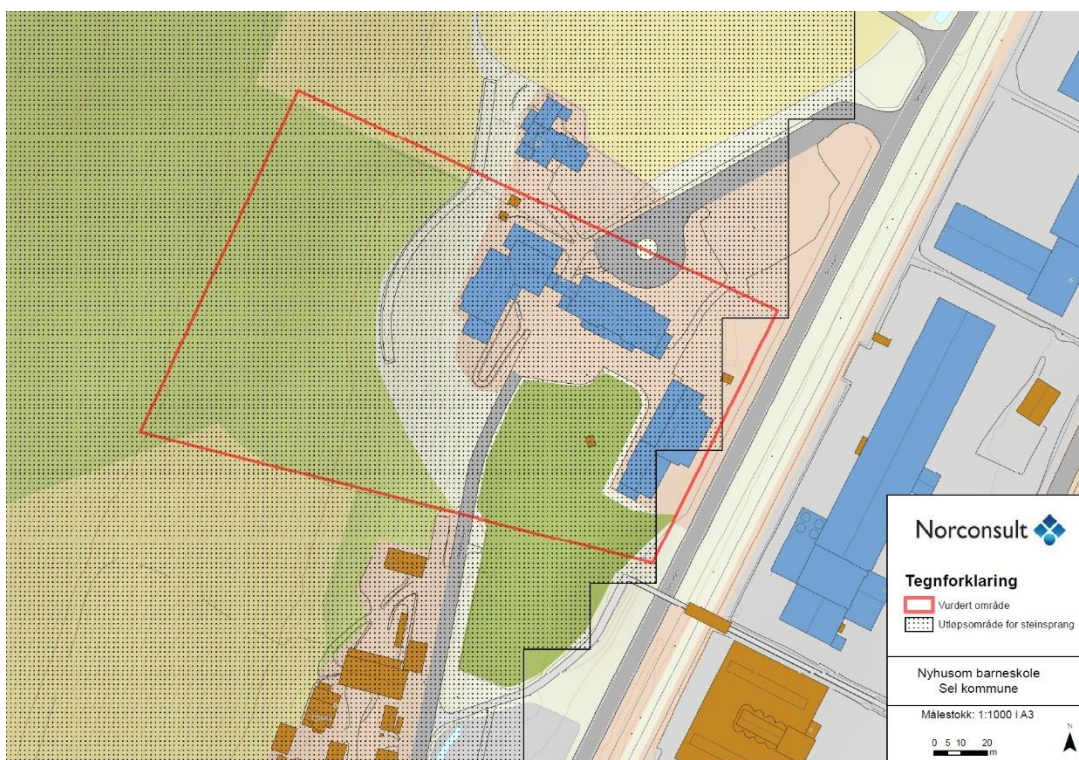 Norconsult
Tegnforklaring
Vurdert område
Utløpsområde for steinsprang
Nyhusom barneskole
Sel kommune
Målestokk: 1:1000 i A3
N
0 5 10 20
m